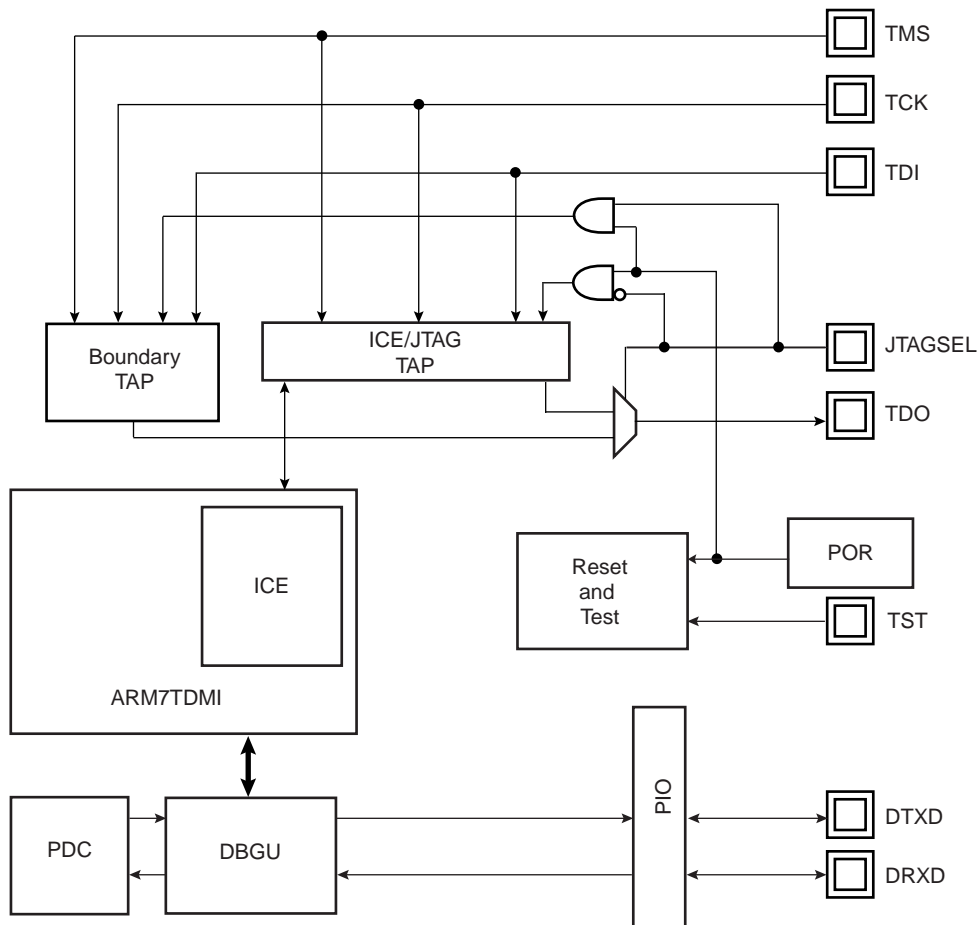 TMS
TCK
TDI
Boundary
TAP
ICE/JTAG
TAP
JTAGSEL
TDO
ICE
ARM7TDMI
Reset
and
Test
POR
TST
PDC
DBGU
PIO
DTXD
DRXD